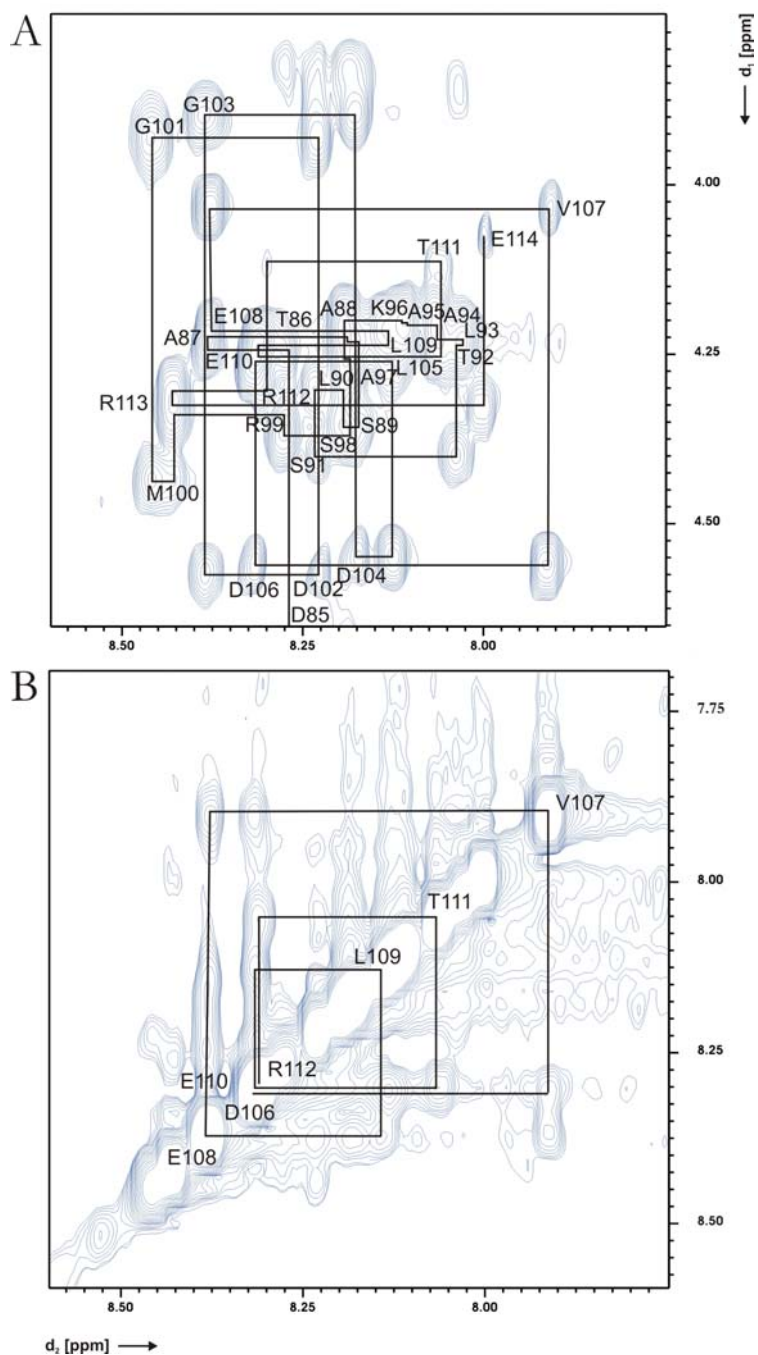 A
d₁ [ppm]
G103
G101
4.00
V107
E114
T111
E108
T86
A88
K96
A95
A94
L93
A87
L109
T92
E110
L105
4.25
L90
A97
R113
R112
R99
S89
S98
S91
M100
4.50
D106
D102
D104
D85
8.50
8.25
8.00
B
7.75
V107
8.00
T111
L109
8.25
R112
E110
D106
E108
8.50
8.50
8.25
8.00
d₂ [ppm]